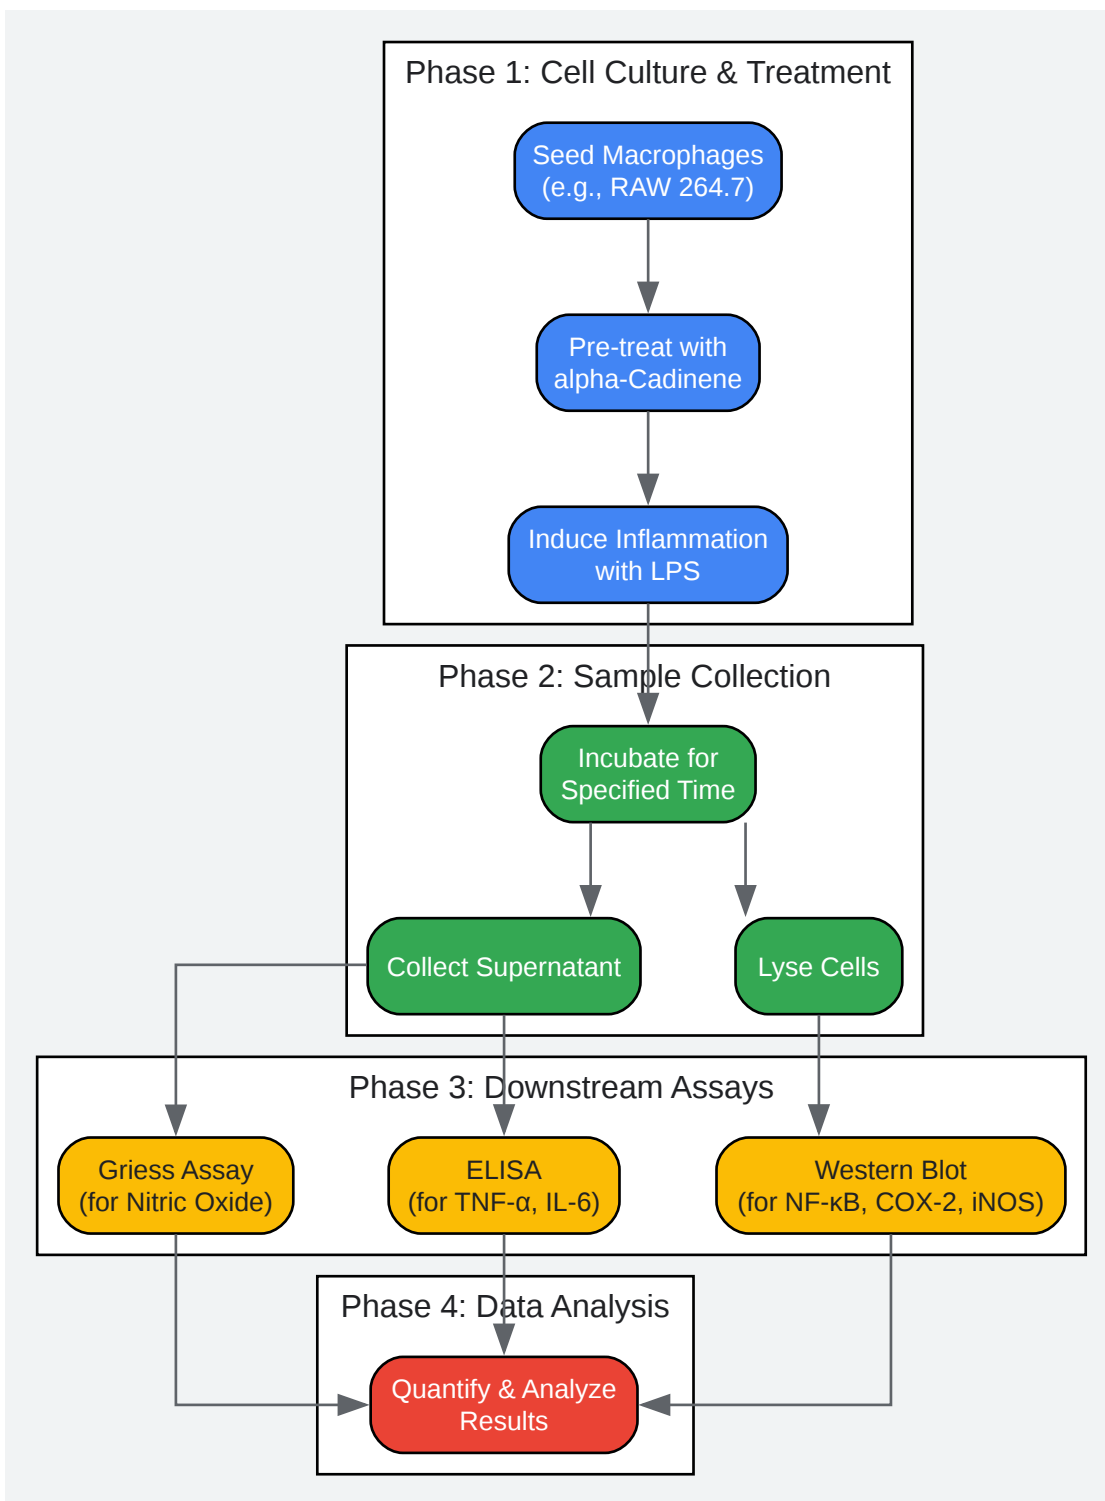 Phase 1: Cell Culture & Treatment
Seed Macrophages
(e.g., RAW 264.7)
Pre-treat with
alpha-Cadinene
Induce Inflammation
with LPS
Phase 2: Sample Collection
Incubate for
Specified Time
Collect Supernatant
Lyse Cells
Phase 3: Downstream Assays
Griess Assay
(for Nitric Oxide)
ELISA
(for TNF-α, IL-6)
Western Blot
(for NF-κB, COX-2, iNOS)
Phase 4: Data Analysis
Quantify & Analyze
Results